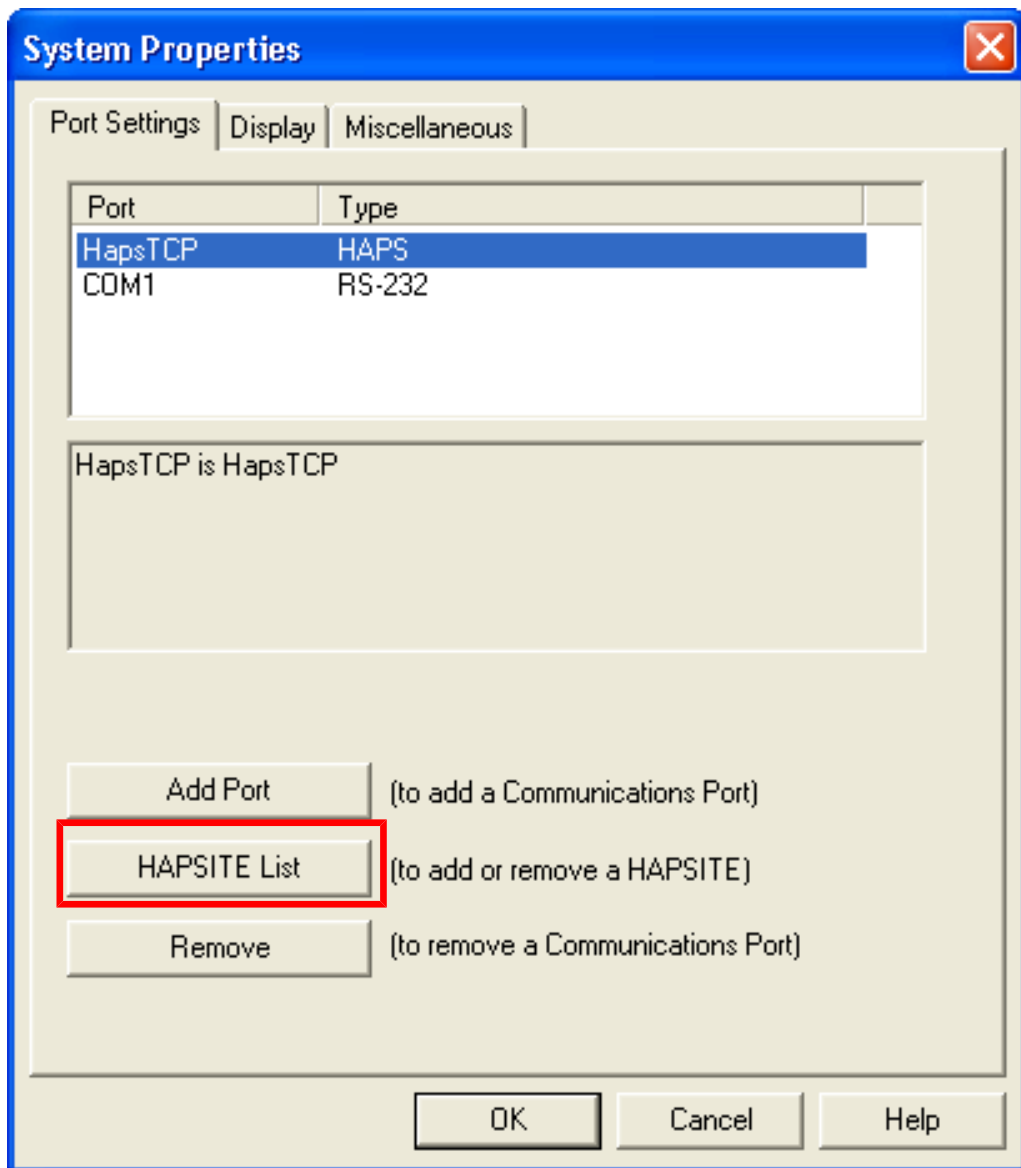 System Properties
Port Settings Display Miscellaneous
Port Type
HapsTCP HAPS
COM1 RS-232
HapsTCP is HapsTCP
Add Port (to add a Communications Port)
HAPSITE List (to add or remove a HAPSITE)
Remove (to remove a Communications Port)
OK Cancel Help